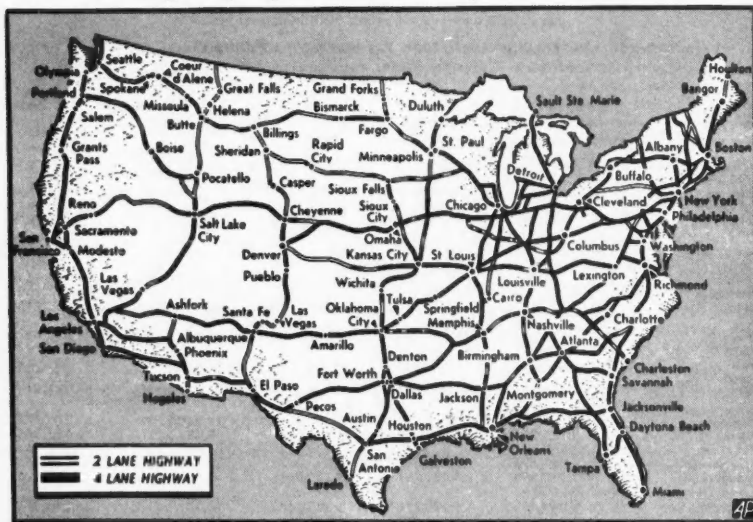 Seattle
Coeur
d'Alene
Olympia
Spokane
Portland
Great Falls
Grand Forks
Duluth
Sault Ste Marie
Houlton
Bangor
Missoula
Helena
Bismarck
Salem
Butte
Fargo
St. Paul
Albany
Boston
Billings
Grants
Pass
Boise
Sheridan
Rapid
City
Minneapolis
Detroit
Buffalo
Pocatello
Casper
Sioux Falls
New York
Reno
Cheyenne
Sioux
City
Chicago
Cleveland
Philadelphia
San
Francisco
Sacramento
Salt Lake
City
Omaha
Columbus
Washington
Modesto
Denver
Kansas City
St Louis
Pueblo
Louisville
Lexington
Wichita
Richmond
Las
Vegas
Cairo
Los
Angeles
Ashfork
Santa Fe
Las
Vegas
Oklahoma
City
Tulsa
Springfield
Memphis
Nashville
Charlotte
San Diego
Albuquerque
Phoenix
Amarillo
Denton
Birmingham
Atlanta
Tucson
Nogales
El Paso
Fort Worth
Dallas
Jackson
Montgomery
Charleston
Savannah
Pecos
Austin
Houston
Jacksonville
Daytona Beach
New
Orleans
San
Antonio
Galveston
Tampa
Laredo
Miami
2 LANE HIGHWAY
4 LANE HIGHWAY
AP